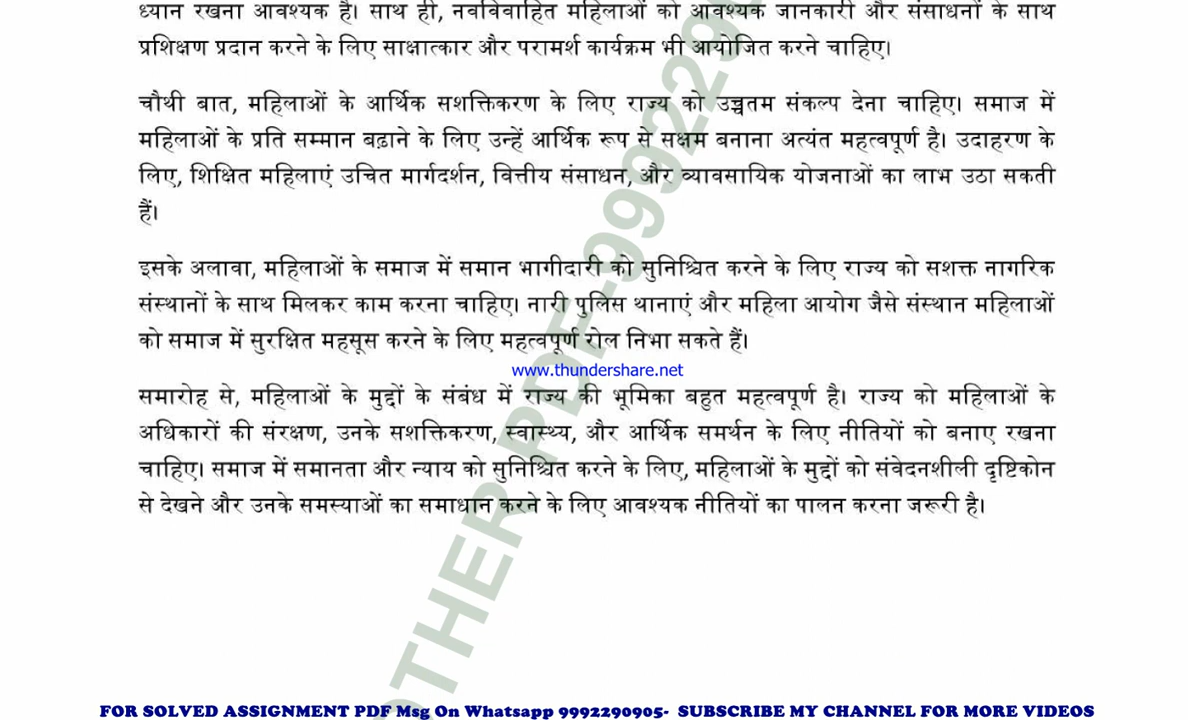 ध्यान रखना आवश्यक है। साथ ही, नवविवाहित महिलाओं को आवश्यक जानकारी और संसाधनों के साथ
प्रशिक्षण प्रदान करने के लिए साक्षात्कार और परामर्श कार्यक्रम भी आयोजित करने चाहिए।
चौथी बात, महिलाओं के आर्थिक सशक्तिकरण के लिए राज्य को उच्चतम संकल्प देना चाहिए। समाज में
महिलाओं के प्रति सम्मान बढ़ाने के लिए उन्हें आर्थिक रूप से सक्षम बनाना अत्यंत महत्वपूर्ण है। उदाहरण के
लिए, शिक्षित महिलाएं उचित मार्गदर्शन, वित्तीय संसाधन, और व्यावसायिक योजनाओं का लाभ उठा सकती
हैं।
इसके अलावा, महिलाओं के समाज में समान भागीदारी को सुनिश्चित करने के लिए राज्य को सशक्त नागरिक
संस्थानों के साथ मिलकर काम करना चाहिए। नारी पुलिस थानाएं और महिला आयोग जैसे संस्थान महिलाओं
को समाज में सुरक्षित महसूस करने के लिए महत्वपूर्ण रोल निभा सकते हैं।
www.thundershare.net
समारोह से, महिलाओं के मुद्दों के संबंध में राज्य की भूमिका बहुत महत्वपूर्ण है। राज्य को महिलाओं के
अधिकारों की संरक्षण, उनके सशक्तिकरण, स्वास्थ्य, और आर्थिक समर्थन के लिए नीतियों को बनाए रखना
चाहिए। समाज में समानता और न्याय को सुनिश्चित करने के लिए, महिलाओं के मुद्दों को संवेदनशीली दृष्टिकोन
से देखने और उनके समस्याओं का समाधान करने के लिए आवश्यक नीतियों का पालन करना जरूरी है।
OTHER PDF-9992290
FOR SOLVED ASSIGNMENT PDF Msg On Whatsapp 9992290905- SUBSCRIBE MY CHANNEL FOR MORE VIDEOS